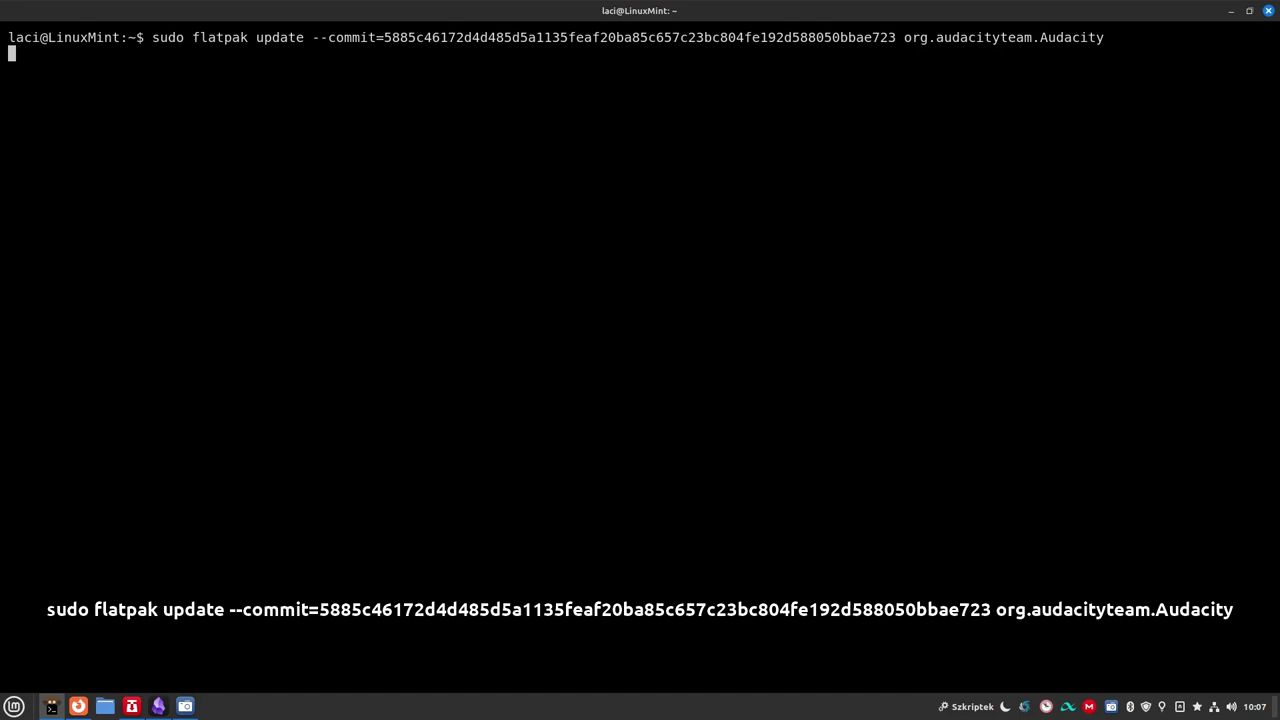 laci@LinuxMint: ~
laci@LinuxMint:~$ sudo flatpak update --commit=5885c46172d4d485d5a1135feaf20ba85c657c23bc804fe192d588050bbae723 org.audacityteam.Audacity
sudo flatpak update --commit=5885c46172d4d485d5a1135feaf20ba85c657c23bc804fe192d588050bbae723 org.audacityteam.Audacity
Szkriptek
10:07